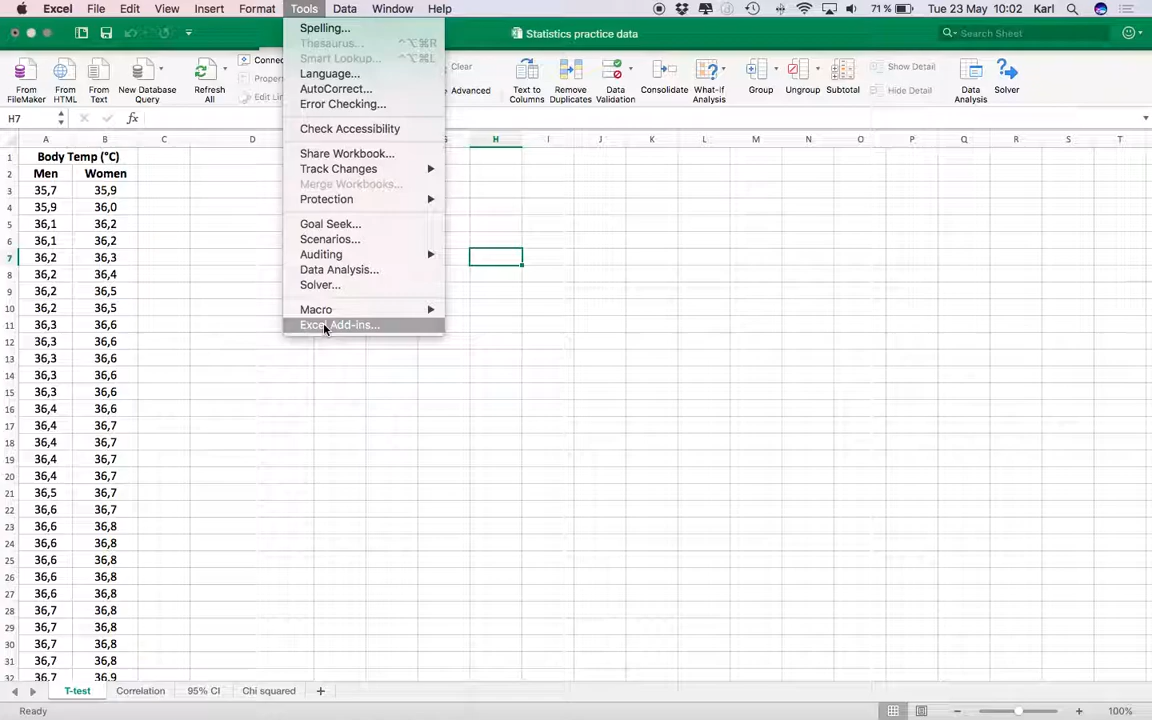 Excel File Edit View Insert Format Tools Data Window Help 71 % Tue 23 May 10:02 Karl
Statistics practice data
Search Sheet
From FileMaker
From HTML
From Text
New Database Query
Refresh All
Clear
Advanced
Text to Columns
Remove Duplicates
Data Validation
Consolidate
What-If Analysis
Group
Ungroup
Subtotal
Show Detail
Hide Detail
Data Analysis
Solver
Spelling...
Thesaurus... ^⌥⌘R
Smart Lookup... ^⌥⌘L
Language...
AutoCorrect...
Error Checking...
Check Accessibility
Share Workbook...
Track Changes
Merge Workbooks...
Protection
Goal Seek...
Scenarios...
Auditing
Data Analysis...
Solver...
Macro
Excel Add-ins...
H7 fx
A B C D H I J K L M N O P Q R S T
1 Body Temp (°C)
2 Men Women
3 35,7 35,9
4 35,9 36,0
5 36,1 36,2
6 36,1 36,2
7 36,2 36,3
8 36,2 36,4
9 36,2 36,5
10 36,2 36,5
11 36,3 36,6
12 36,3 36,6
13 36,3 36,6
14 36,3 36,6
15 36,3 36,6
16 36,4 36,6
17 36,4 36,7
18 36,4 36,7
19 36,4 36,7
20 36,4 36,7
21 36,5 36,7
22 36,6 36,7
23 36,6 36,8
24 36,6 36,8
25 36,6 36,8
26 36,6 36,8
27 36,6 36,8
28 36,7 36,8
29 36,7 36,8
30 36,7 36,8
31 36,7 36,8
32 36,7 36,9
T-test Correlation 95% CI Chi squared +
Ready 100%